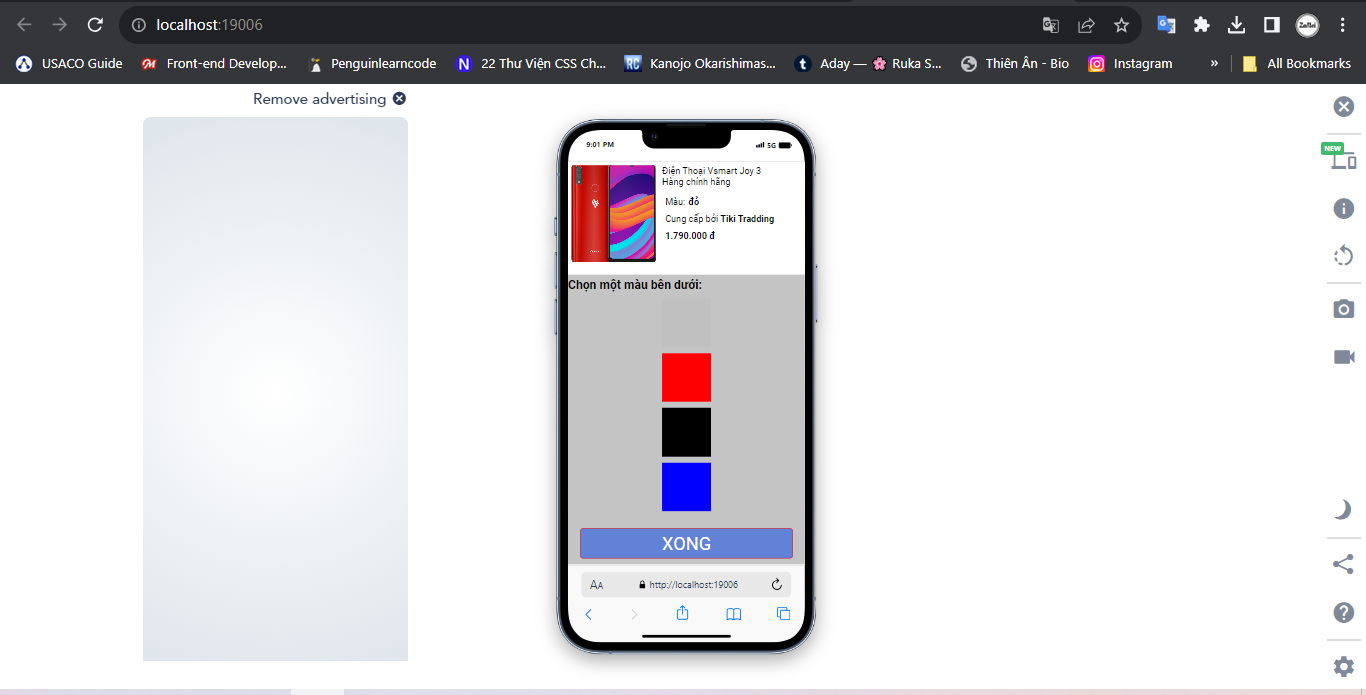 localhost:19006
USACO Guide
Front-end Develop...
Penguinlearncode
N
22 Thư Viện CSS Ch...
RC
Kanojo Okarishimas...
t
Aday — 🌸 Ruka S...
Thiên Ân - Bio
Instagram
»
All Bookmarks
Remove advertising
NEW
9:01 PM
5G
Điện Thoại Vsmart Joy 3
Hàng chính hãng
Màu: đỏ
Cung cấp bởi Tiki Tradding
1.790.000 đ
Chọn một màu bên dưới:
XONG
AA
http://localhost:19006